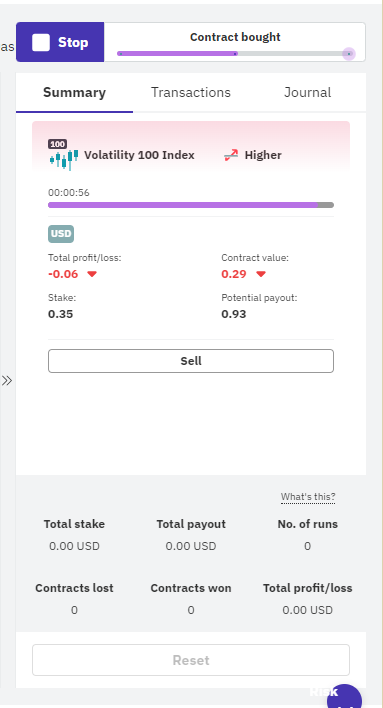 as
Stop
Contract bought
Summary
Transactions
Journal
100
Volatility 100 Index
Higher
00:00:56
USD
Total profit/loss:
Contract value:
-0.06
0.29
Stake:
Potential payout:
0.35
0.93
Sell
What's this?
Total stake
Total payout
No. of runs
0.00 USD
0.00 USD
0
Contracts lost
Contracts won
Total profit/loss
0
0
0.00 USD
Reset
Risk